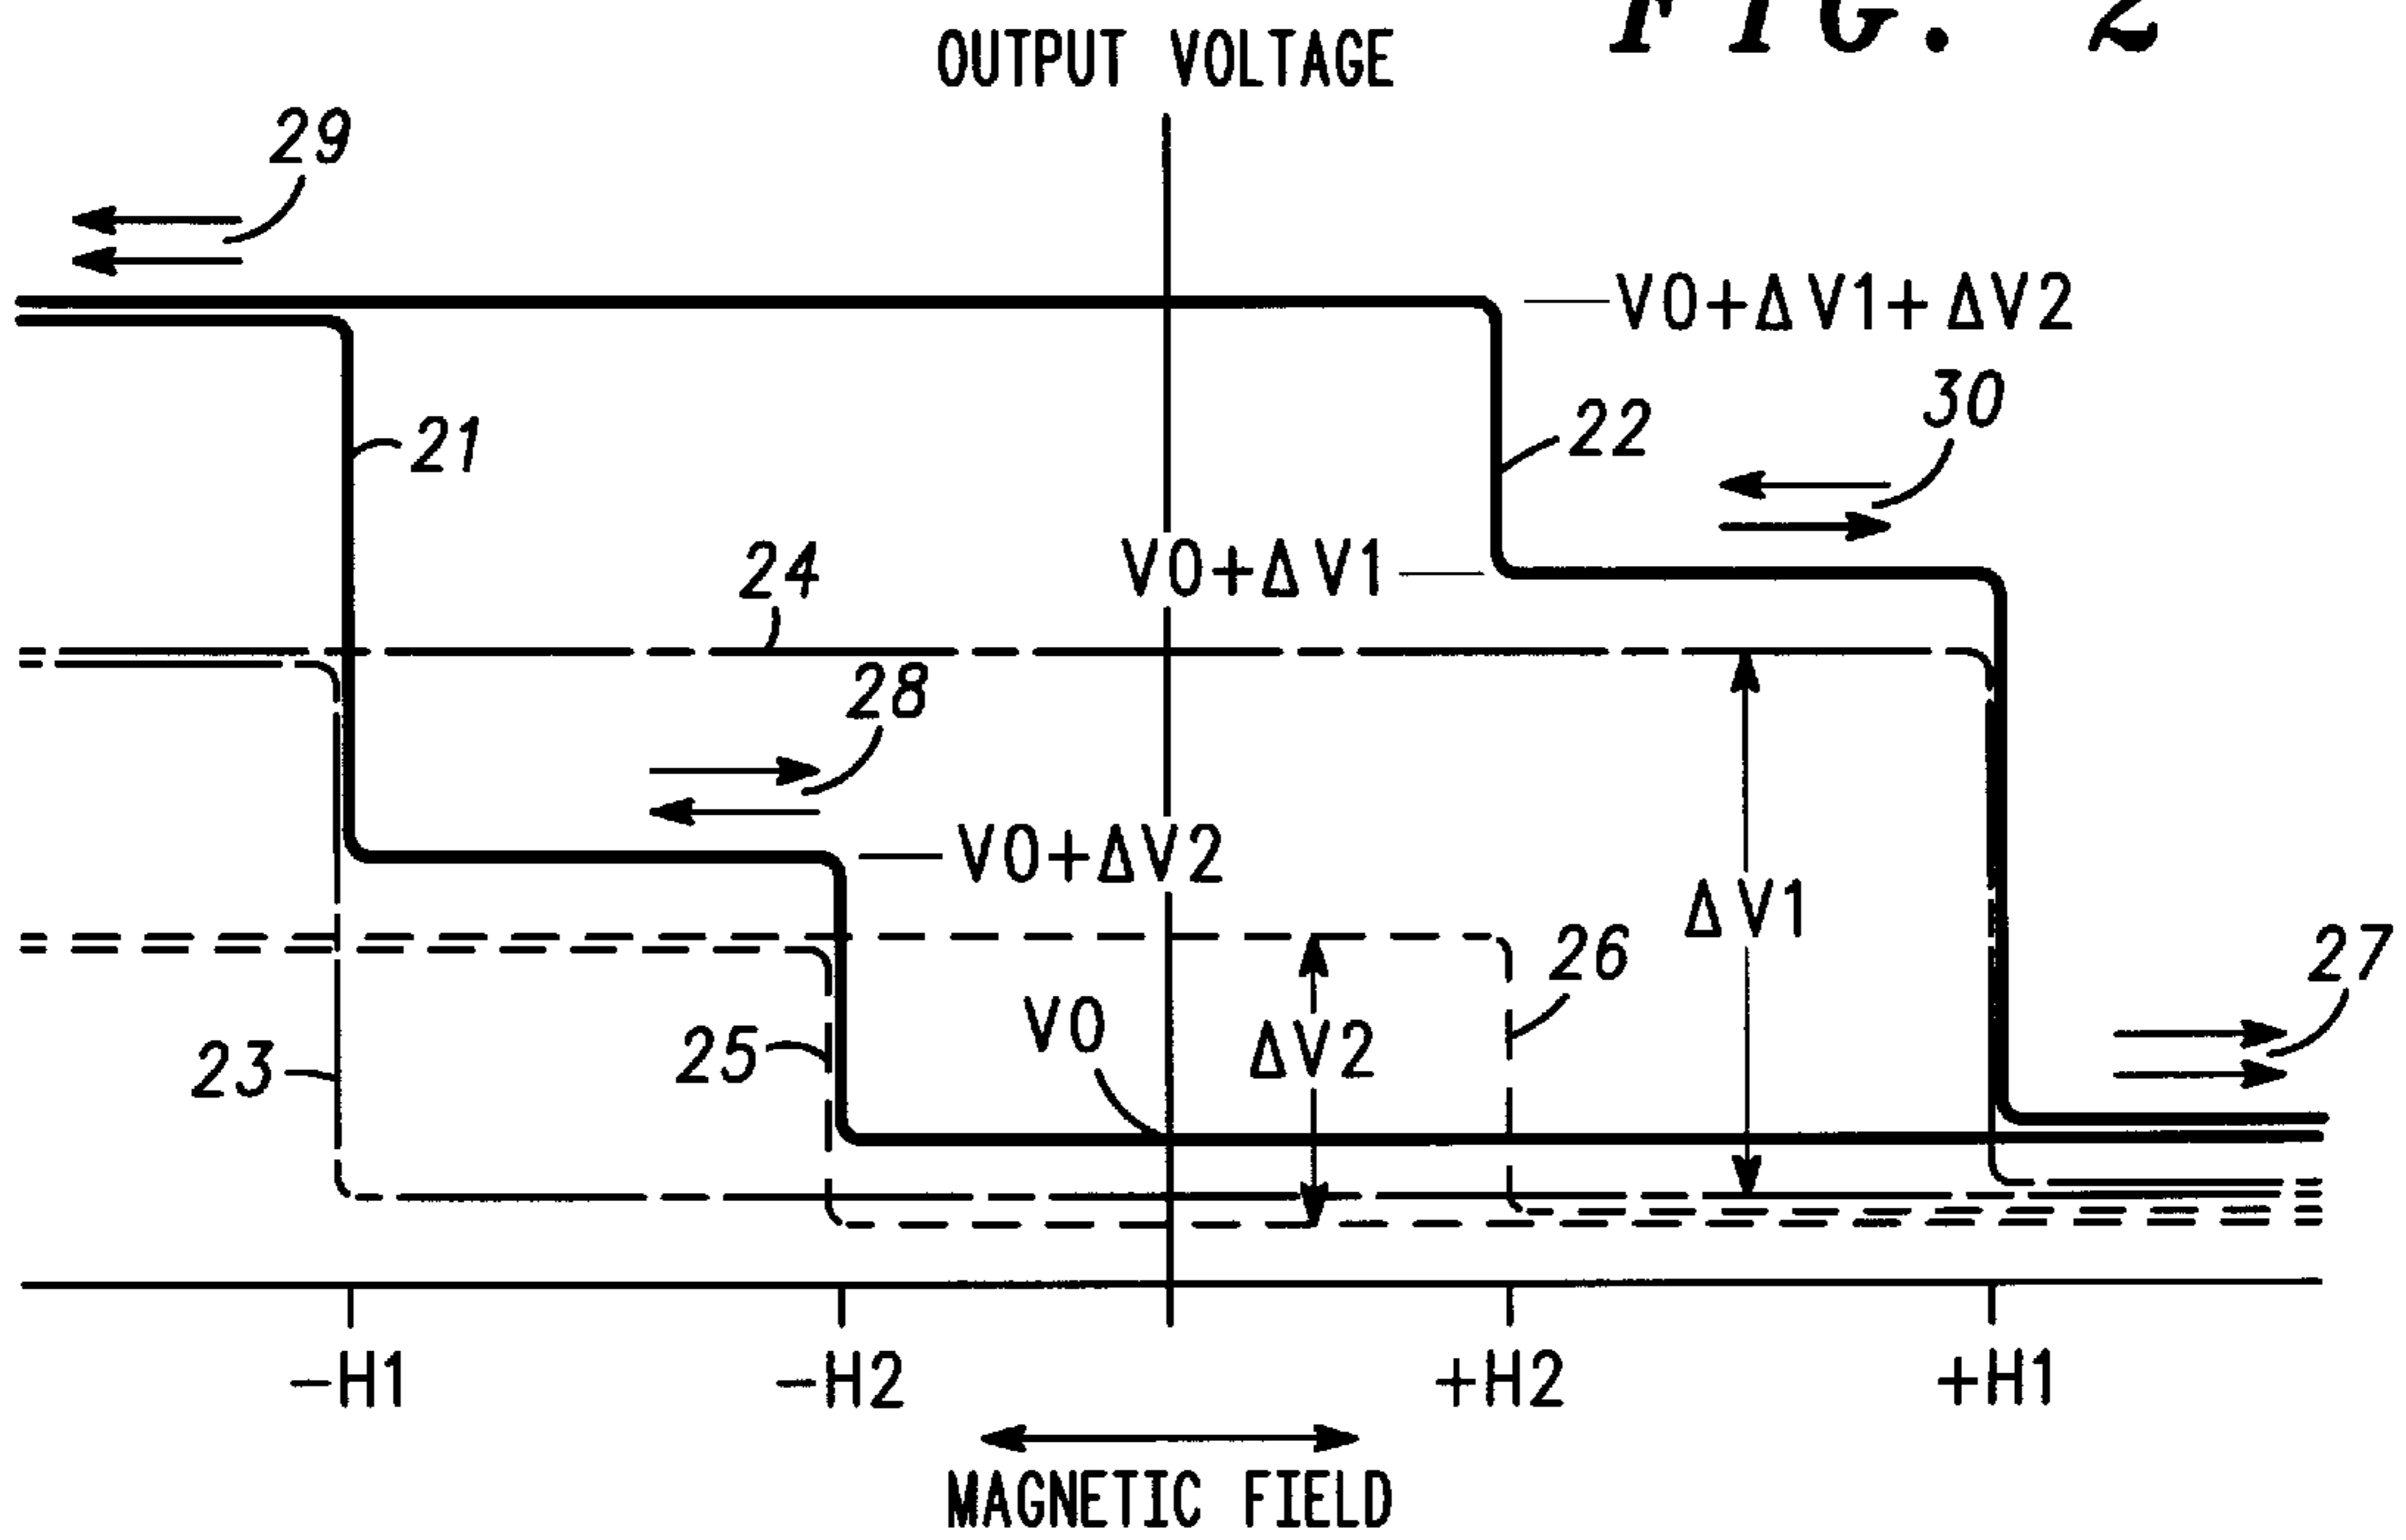 FIG. 2
OUTPUT VOLTAGE
29
V0+ΔV1+ΔV2
30
21
22
24
V0+ΔV1
28
V0+ΔV2
ΔV1
26
27
V0
25
ΔV2
23
-H1
-H2
+H2
+H1
MAGNETIC FIELD